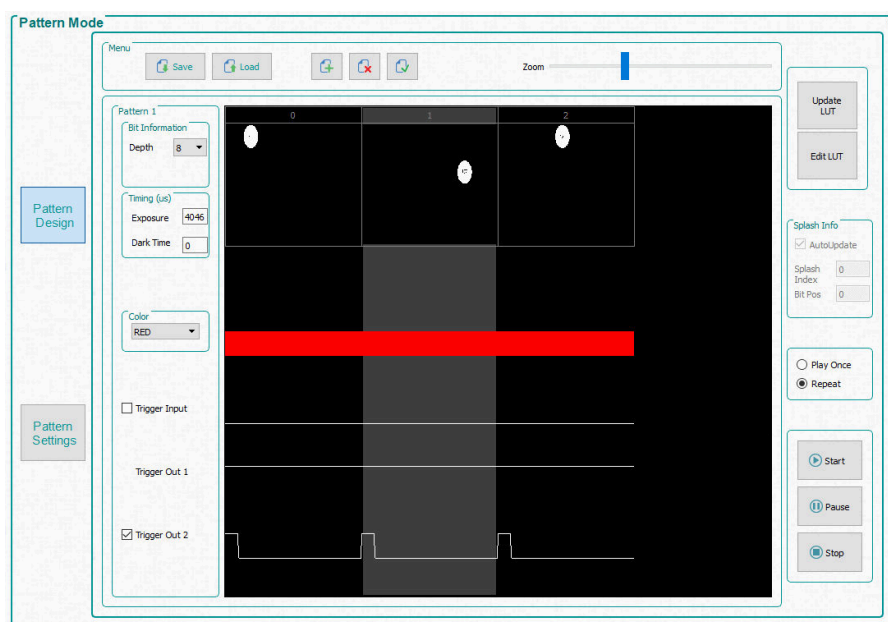 Pattern Mode
Menu
Save
Load
Zoom
Pattern 1
Bit Information
Depth 8
Timing (us)
Exposure 4046
Dark Time 0
Color
RED
Trigger Input
Trigger Out 1
Trigger Out 2
0 1 2
Pattern
Design
Pattern
Settings
Update
LUT
Edit LUT
Splash Info
AutoUpdate
Splash
Index 0
Bit Pos 0
Play Once
Repeat
Start
Pause
Stop